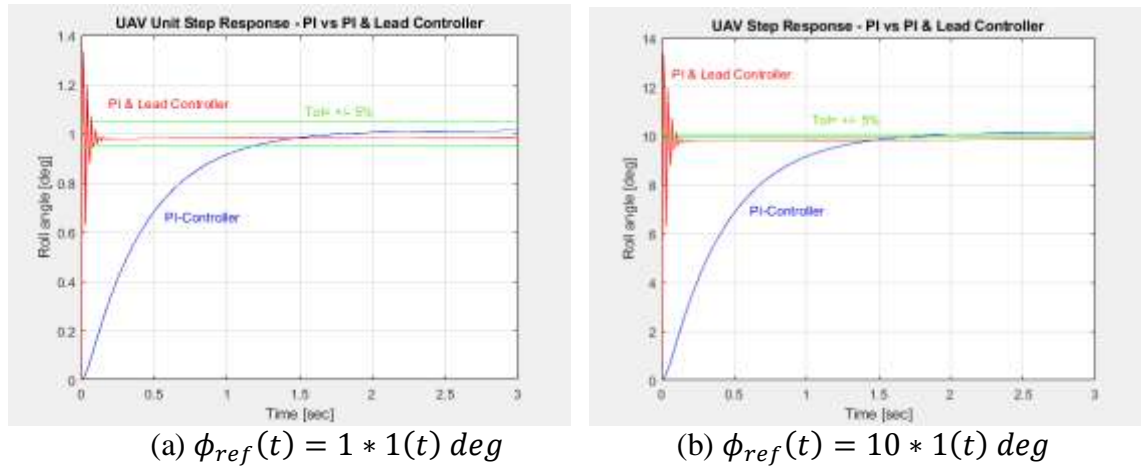 UAV Unit Step Response - PI vs PI & Lead Controller
1.4
1.2
1
0.8
0.6
0.4
0.2
0
Roll angle [deg]
PI & Lead Controller
Tol= +/- 5%
PI-Controller
0 0.5 1 1.5 2 2.5 3
Time [sec]
(a) ϕ_ref(t) = 1 * 1(t) deg
UAV Step Response - PI vs PI & Lead Controller
14
12
10
8
6
4
2
0
Roll angle [deg]
PI & Lead Controller
Tol= +/- 5%
PI-Controller
0 0.5 1 1.5 2 2.5 3
Time [sec]
(b) ϕ_ref(t) = 10 * 1(t) deg